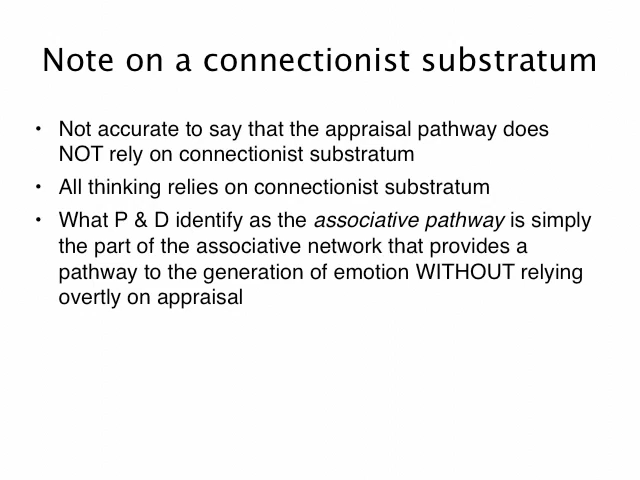 Note on a connectionist substratum
• Not accurate to say that the appraisal pathway does
NOT rely on connectionist substratum
• All thinking relies on connectionist substratum
• What P & D identify as the associative pathway is simply
the part of the associative network that provides a
pathway to the generation of emotion WITHOUT relying
overtly on appraisal